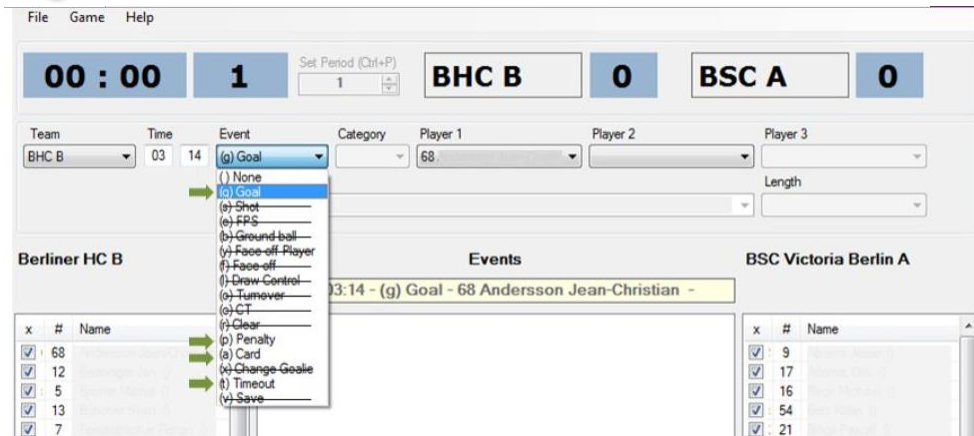 File Game Help
00 : 00 1 Set Period (Ctrl+P) 1 BHC B 0 BSC A 0
Team Time Event Category Player 1 Player 2 Player 3
BHC B 03 14 (g) Goal 68
() None
(g) Goal
Length
(s) Shot
(e) FPS
(b) Ground ball
(y) Face off Player
(f) Face off
Berliner HC B Events BSC Victoria Berlin A
(l) Draw Control
(o) Turnover
03:14 - (g) Goal - 68 Andersson Jean-Christian -
(c) CT
(r) Clear
x # Name x # Name
(p) Penalty
68 (a) Card 9
12 (x) Change Goalie 17
5 (t) Timeout 16
13 (v) Save 54
7 21